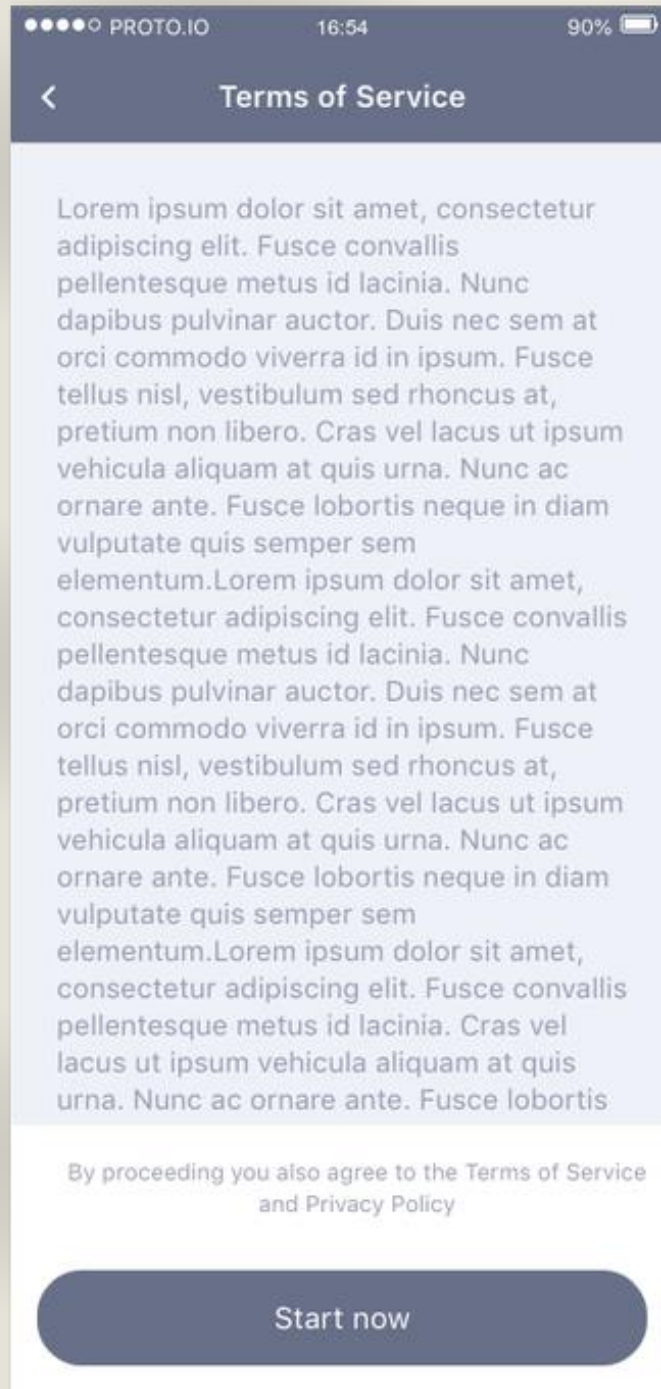 PROTO.IO 16:54 90%
Terms of Service
Lorem ipsum dolor sit amet, consectetur
adipiscing elit. Fusce convallis
pellentesque metus id lacinia. Nunc
dapibus pulvinar auctor. Duis nec sem at
orci commodo viverra id in ipsum. Fusce
tellus nisl, vestibulum sed rhoncus at,
pretium non libero. Cras vel lacus ut ipsum
vehicula aliquam at quis urna. Nunc ac
ornare ante. Fusce lobortis neque in diam
vulputate quis semper sem
elementum.Lorem ipsum dolor sit amet,
consectetur adipiscing elit. Fusce convallis
pellentesque metus id lacinia. Nunc
dapibus pulvinar auctor. Duis nec sem at
orci commodo viverra id in ipsum. Fusce
tellus nisl, vestibulum sed rhoncus at,
pretium non libero. Cras vel lacus ut ipsum
vehicula aliquam at quis urna. Nunc ac
ornare ante. Fusce lobortis neque in diam
vulputate quis semper sem
elementum.Lorem ipsum dolor sit amet,
consectetur adipiscing elit. Fusce convallis
pellentesque metus id lacinia. Cras vel
lacus ut ipsum vehicula aliquam at quis
urna. Nunc ac ornare ante. Fusce lobortis
By proceeding you also agree to the Terms of Service
and Privacy Policy
Start now